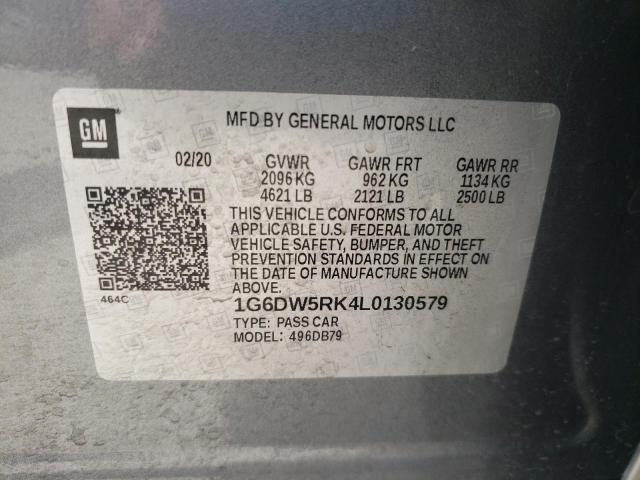 GM
MFD BY GENERAL MOTORS LLC
02/20 GVWR GAWR FRT GAWR RR
2096 KG 962 KG 1134 KG
4621 LB 2121 LB 2500 LB
THIS VEHICLE CONFORMS TO ALL
APPLICABLE U.S. FEDERAL MOTOR
VEHICLE SAFETY, BUMPER, AND THEFT
PREVENTION STANDARDS IN EFFECT ON
THE DATE OF MANUFACTURE SHOWN
ABOVE.
464C
1G6DW5RK4L0130579
TYPE: PASS CAR
MODEL: 496DB79